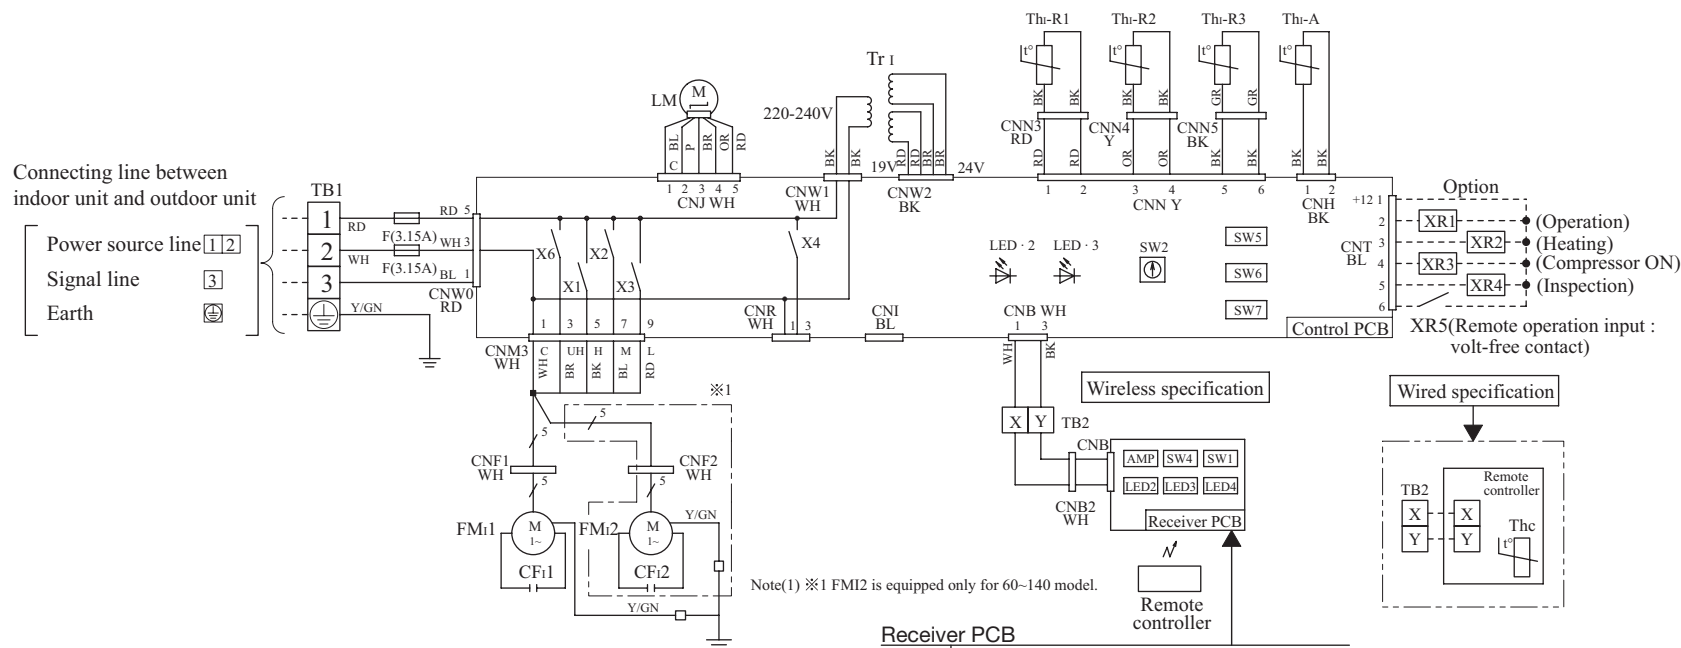 Connecting line between
indoor unit and outdoor unit
Power source line 1 2
Signal line 3
Earth
TB1
1
2
3
RD
WH
Y/GN
F(3.15A)
F(3.15A)
RD 5
WH 3
BL 1
CNW0
RD
LM
M
BL
P
BR
OR
RD
C
1 2 3 4 5
CNJ WH
220-240V
Tr I
BK
BK
CNW1
WH
19V
RD
RD
BR
BR
24V
CNW2
BK
ThI-R1
ThI-R2
ThI-R3
ThI-A
t°
t°
t°
t°
BK
BK
BK
BK
GR
GR
CNN3
RD
CNN4
Y
CNN5
BK
RD
RD
OR
OR
BK
BK
BK
BK
1 2 3 4 5 6
CNN Y
1 2
CNH
BK
X6
X1
X2
X3
X4
LED · 2
LED · 3
SW2
SW5
SW6
SW7
+12 1
2
3
4
5
6
CNT
BL
Option
XR1
(Operation)
XR2
(Heating)
XR3
(Compressor ON)
XR4
(Inspection)
XR5(Remote operation input :
volt-free contact)
Control PCB
1 3 5 7 9
CNM3
WH
C UH H M L
WH
BR
BK
BL
RD
CNR
WH
1 3
CNI
BL
CNB WH
1 3
WH
BK
※1
5
5
CNF1
WH
CNF2
WH
5
5
FMI1
M
1~
FMI2
M
1~
CFI1
CFI2
Y/GN
Y/GN
Note(1) ※1 FMI2 is equipped only for 60~140 model.
Wireless specification
X Y
TB2
CNB
CNB2
WH
AMP SW4 SW1
LED2 LED3 LED4
Receiver PCB
Remote
controller
Receiver PCB
Wired specification
TB2
X
Y
X
Y
Remote
controller
Thc
t°